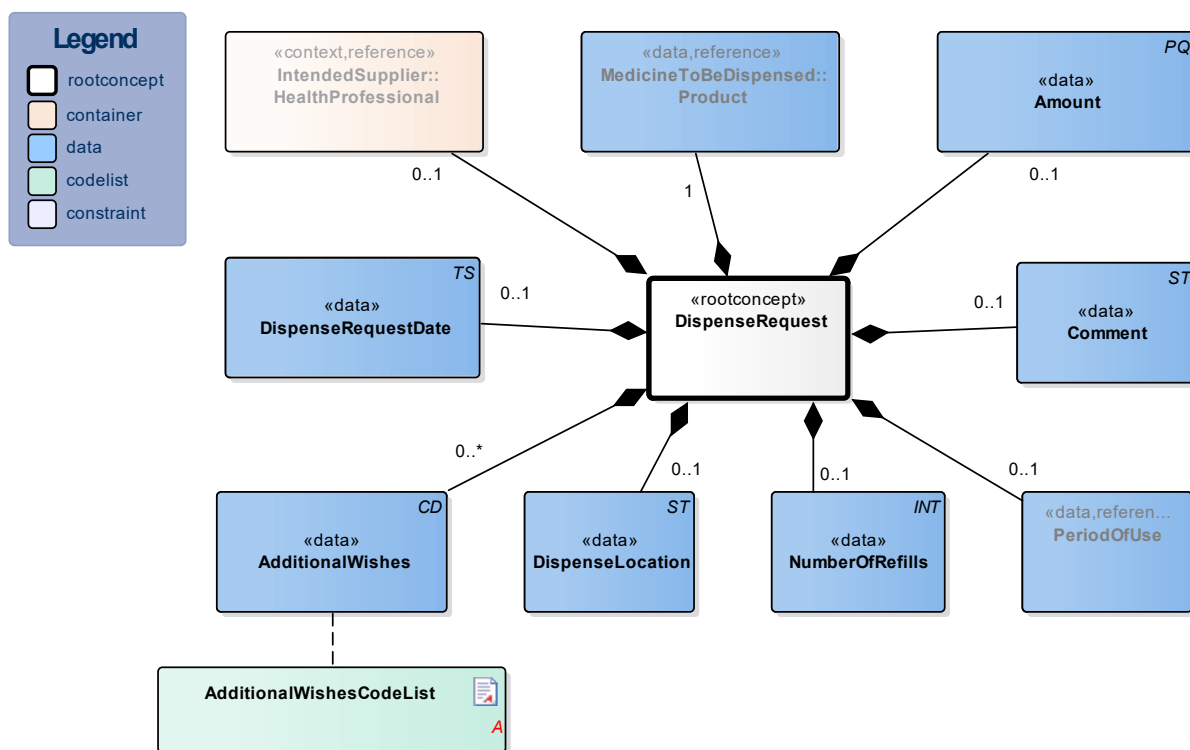 Legend
rootconcept
container
data
codelist
constraint
«context,reference»
IntendedSupplier::
HealthProfessional
«data,reference»
MedicineToBeDispensed::
Product
PQ
«data»
Amount
0..1
1
0..1
TS
«data»
DispenseRequestDate
0..1
«rootconcept»
DispenseRequest
0..1
ST
«data»
Comment
0..*
0..1
0..1
0..1
CD
«data»
AdditionalWishes
ST
«data»
DispenseLocation
INT
«data»
NumberOfRefills
«data,referen...
PeriodOfUse
AdditionalWishesCodeList
A